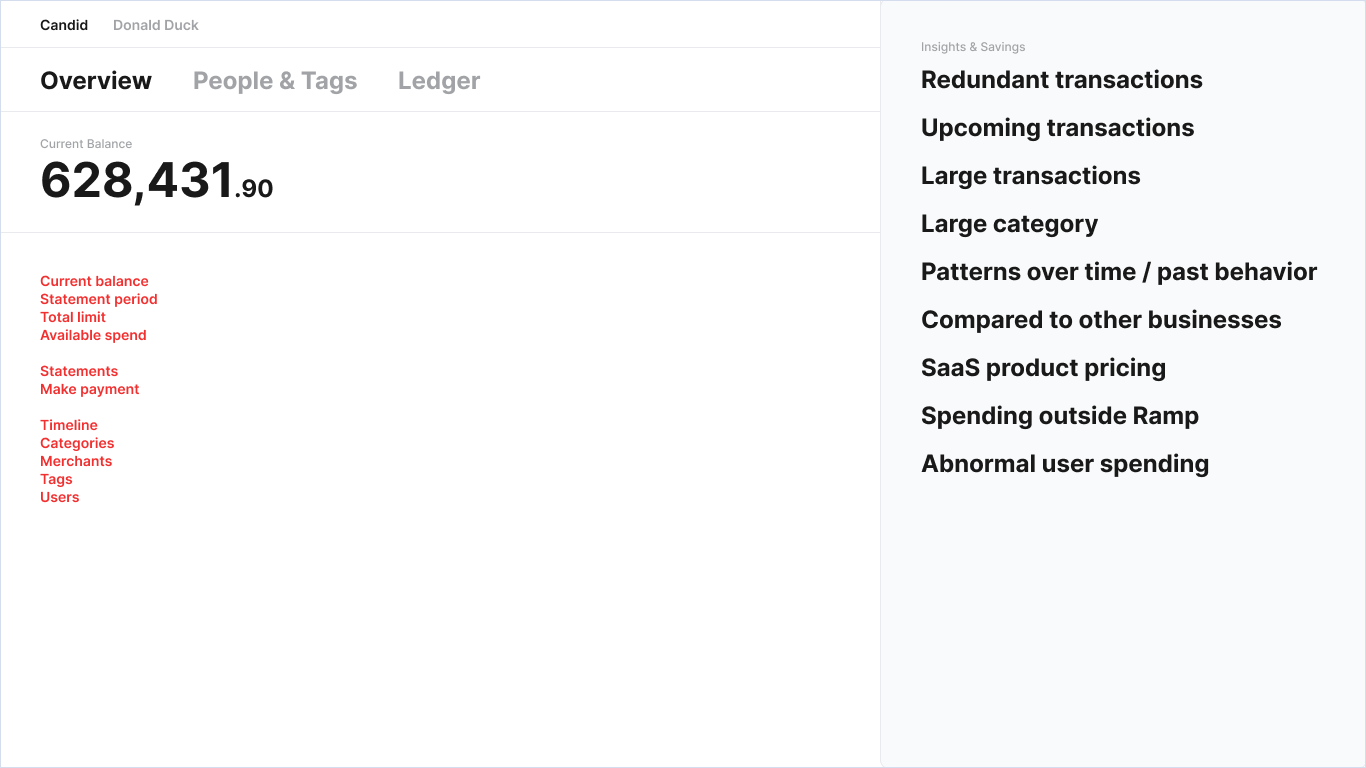 Candid Donald Duck
Overview People & Tags Ledger
Current Balance
628,431.90
Current balance
Statement period
Total limit
Available spend
Statements
Make payment
Timeline
Categories
Merchants
Tags
Users
Insights & Savings
Redundant transactions
Upcoming transactions
Large transactions
Large category
Patterns over time / past behavior
Compared to other businesses
SaaS product pricing
Spending outside Ramp
Abnormal user spending